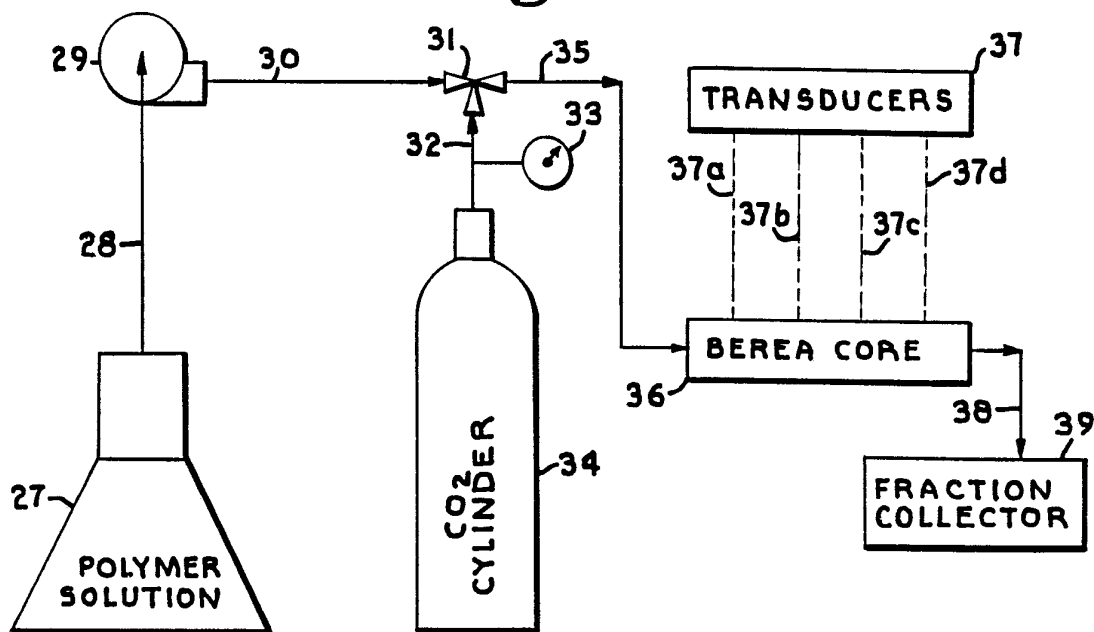 29
30
31
35
37
TRANSDUCERS
32
33
37a
37d
37b
37c
28
BEREA CORE
36
38
39
27
34
CO2
CYLINDER
FRACTION
COLLECTOR
POLYMER
SOLUTION